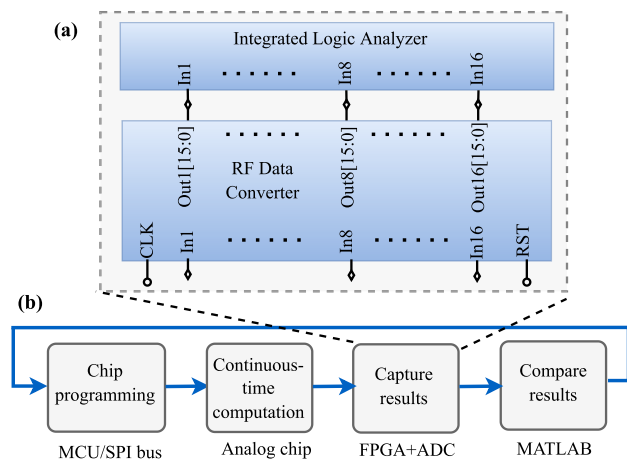 (a)
Integrated Logic Analyzer
In1
In8
In16
Out1[15:0]
Out8[15:0]
Out16[15:0]
RF Data
Converter
CLK
In1
In8
In16
RST
(b)
Chip
programming
Continuous-
time
computation
Capture
results
Compare
results
MCU/SPI bus
Analog chip
FPGA+ADC
MATLAB